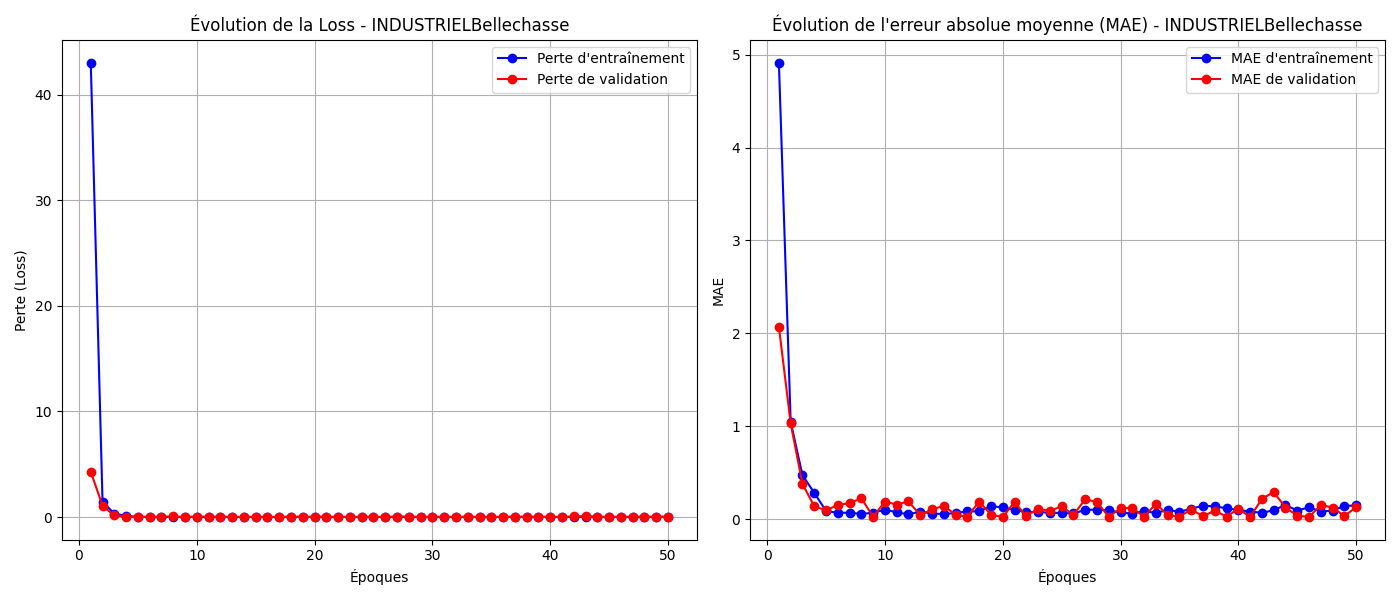 Évolution de la Loss - INDUSTRIELBellechasse
Perte d'entraînement
Perte de validation
40
30
20
10
0
Perte (Loss)
0 10 20 30 40 50
Époques
Évolution de l'erreur absolue moyenne (MAE) - INDUSTRIELBellechasse
MAE d'entraînement
MAE de validation
5
4
3
2
1
0
MAE
0 10 20 30 40 50
Époques